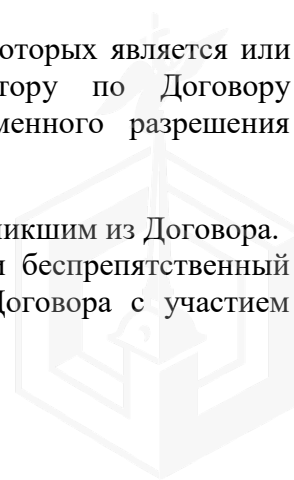 оторых является или
тору по Договору
менного разрешения
икшим из Договора.
и беспрепятственный
Договора с участием